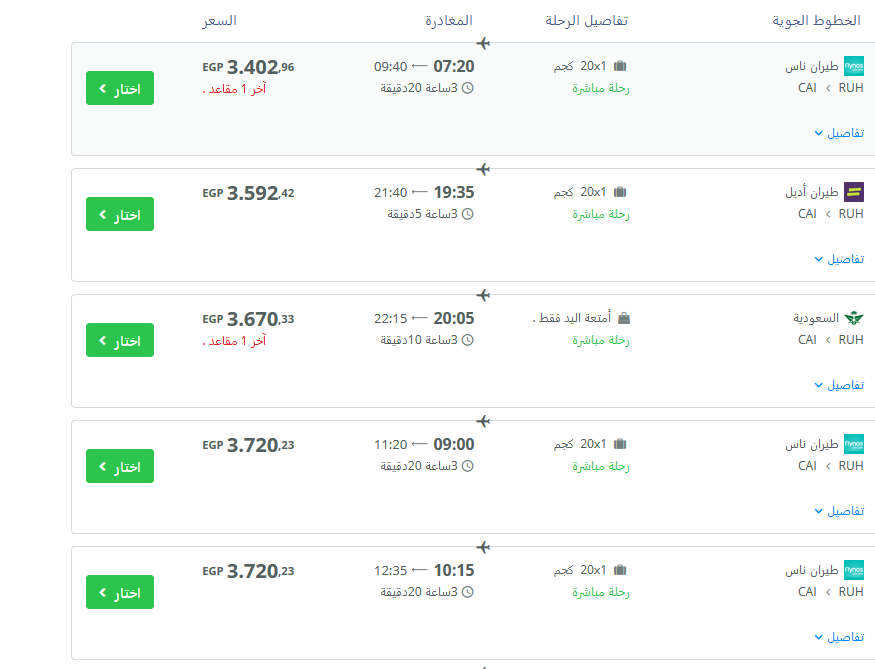 الخطوط الجوية تفاصيل الرحلة المغادرة السعر
flynas طيران ناس 20x1 كجم 07:20 ⟵ 09:40 EGP 3.402,96
CAI > RUH رحلة مباشرة 3ساعة 20دقيقة آخر 1 مقاعد .
اختار
تفاصيل
طيران أديل 20x1 كجم 19:35 ⟵ 21:40 EGP 3.592,42
CAI > RUH رحلة مباشرة 3ساعة 5دقيقة
اختار
تفاصيل
السعودية أمتعة اليد فقط . 20:05 ⟵ 22:15 EGP 3.670,33
CAI > RUH رحلة مباشرة 3ساعة 10دقيقة آخر 1 مقاعد .
اختار
تفاصيل
flynas طيران ناس 20x1 كجم 09:00 ⟵ 11:20 EGP 3.720,23
CAI > RUH رحلة مباشرة 3ساعة 20دقيقة
اختار
تفاصيل
flynas طيران ناس 20x1 كجم 10:15 ⟵ 12:35 EGP 3.720,23
CAI > RUH رحلة مباشرة 3ساعة 20دقيقة
اختار
تفاصيل